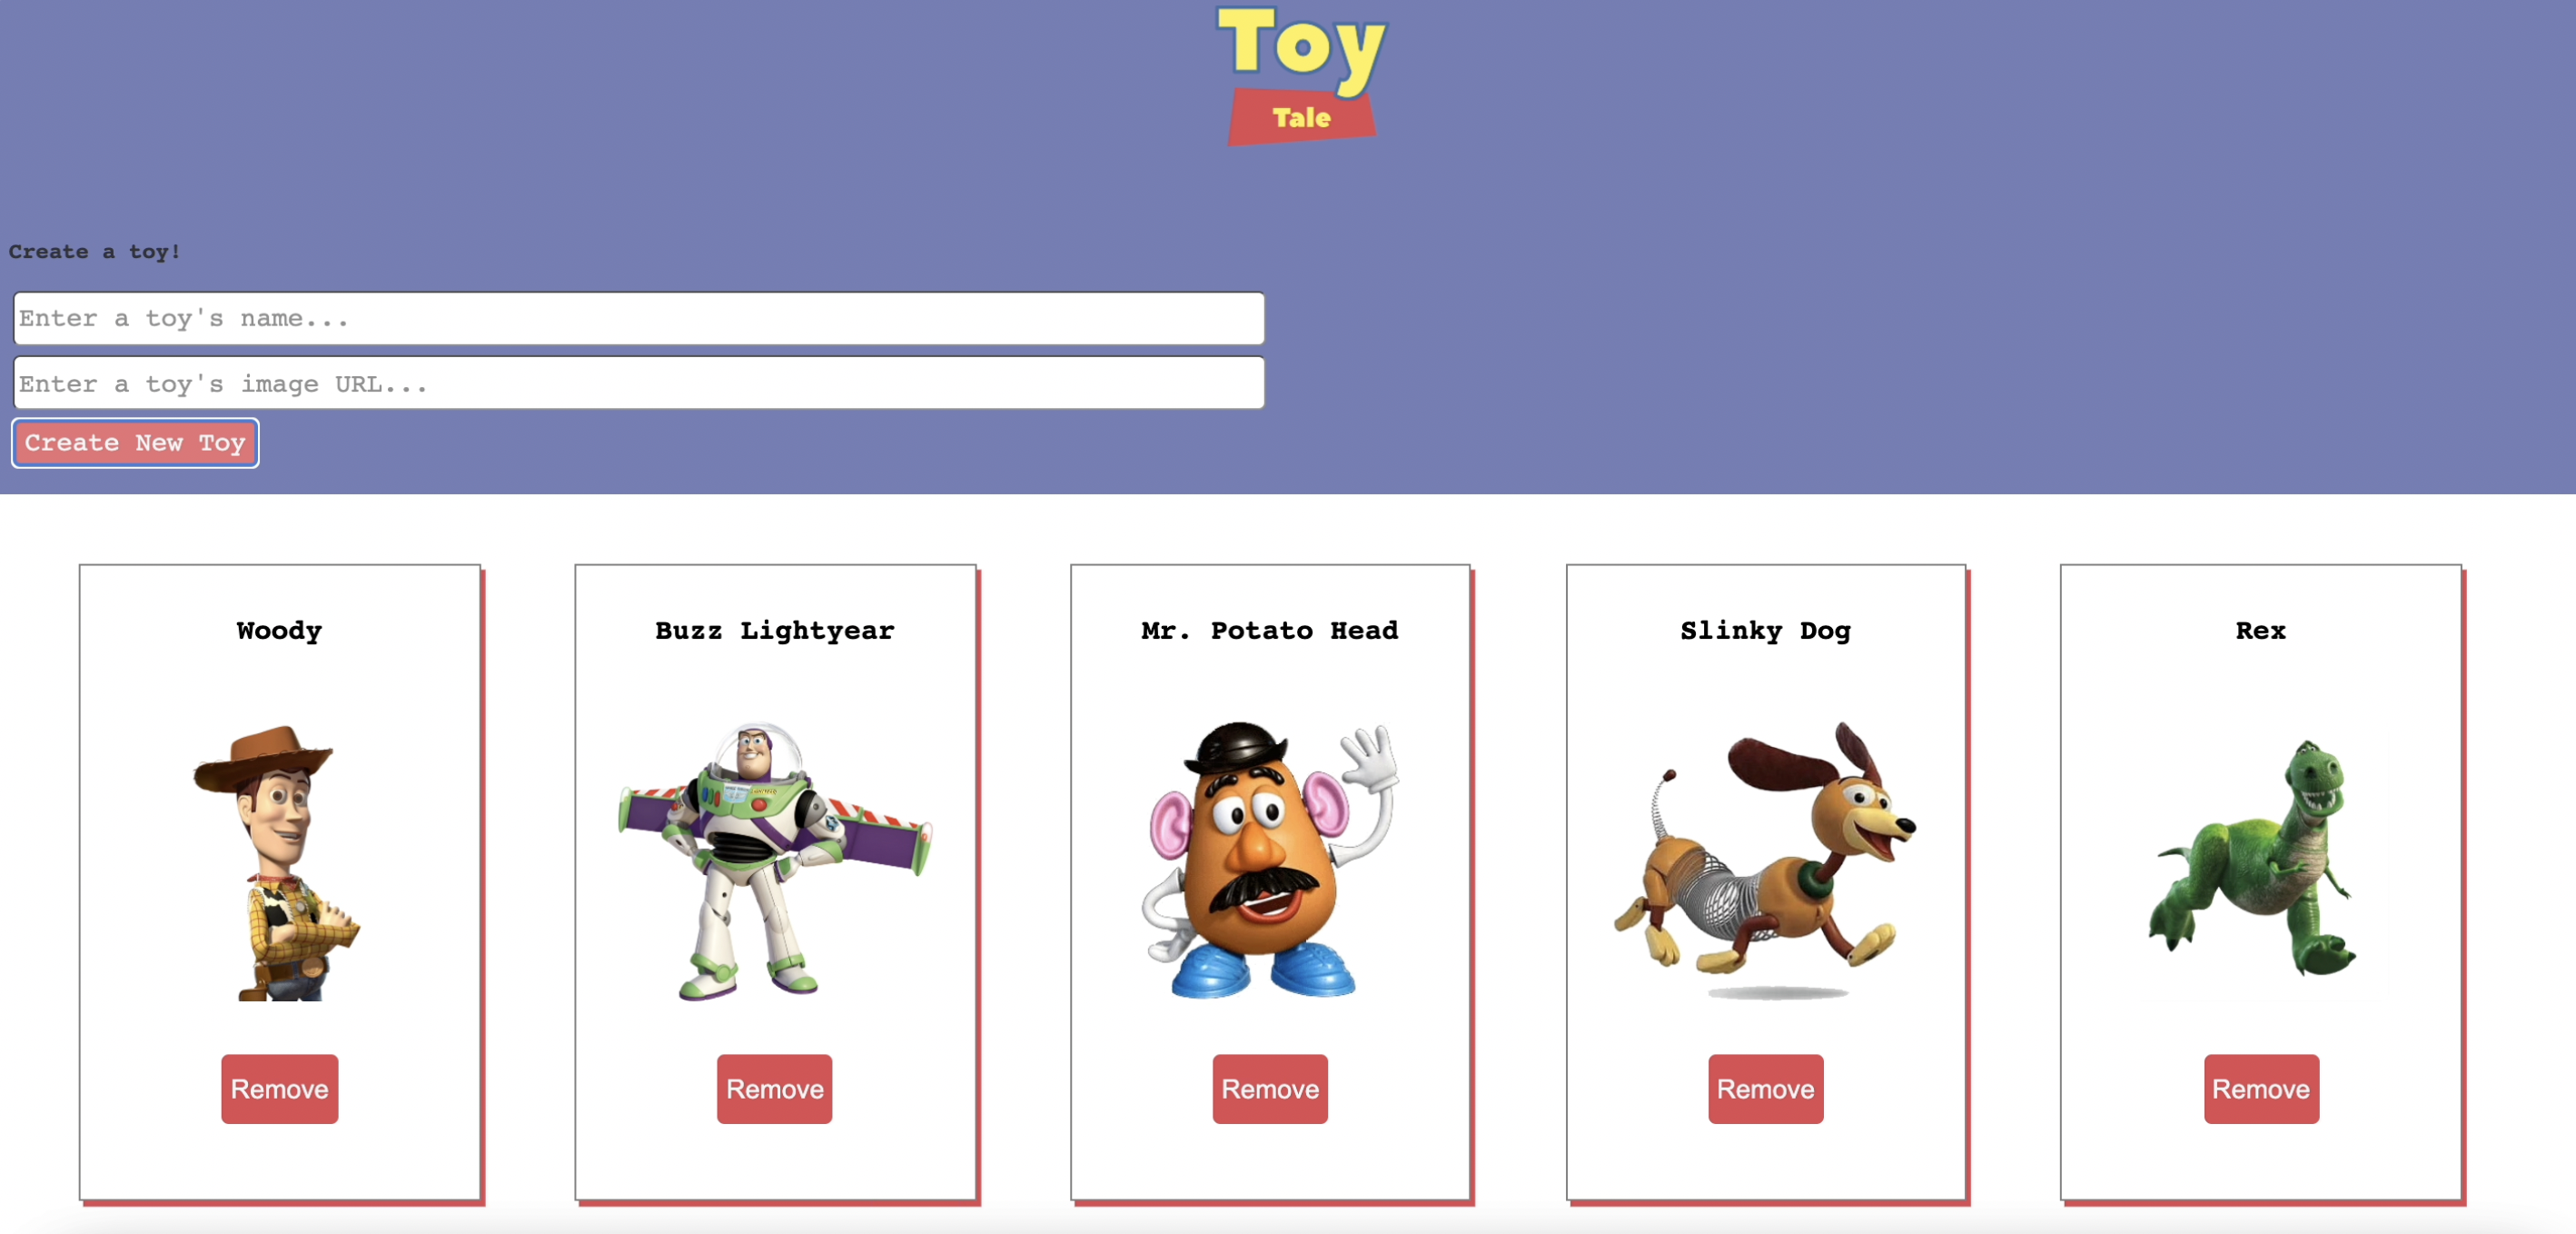 Toy
Tale
Create a toy!
Enter a toy's name...
Enter a toy's image URL...
Create New Toy
Woody
Buzz Lightyear
Mr. Potato Head
Slinky Dog
Rex
Remove
Remove
Remove
Remove
Remove